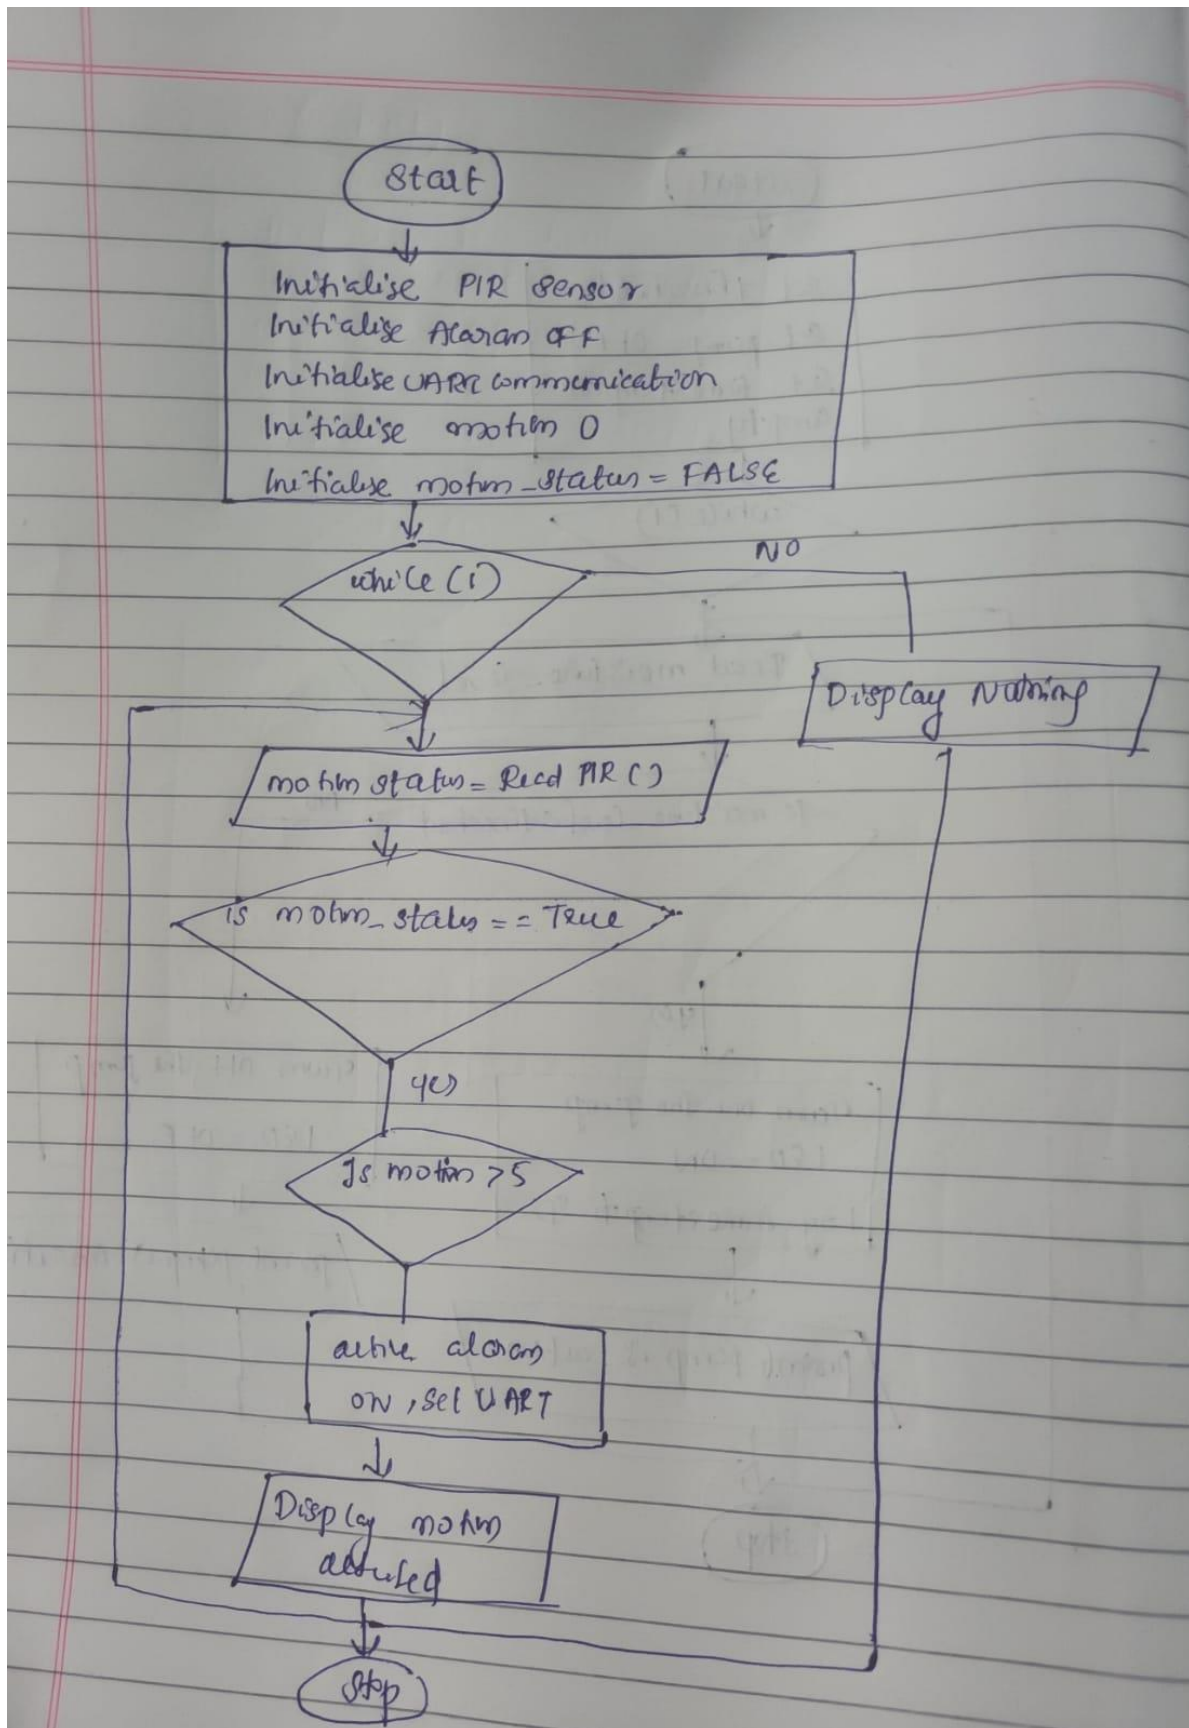 Start
Initialise PIR Sensor
Initialise Alaram OFF
Initialise UART communication
Initialise motion 0
Initialise motion_status = FALSE
while (1)
NO
Display Nothing
motion status = Read PIR ( )
is motion_status == True
yes
Is motion >5
active alaram
ON, Set UART
Display motion
Stop